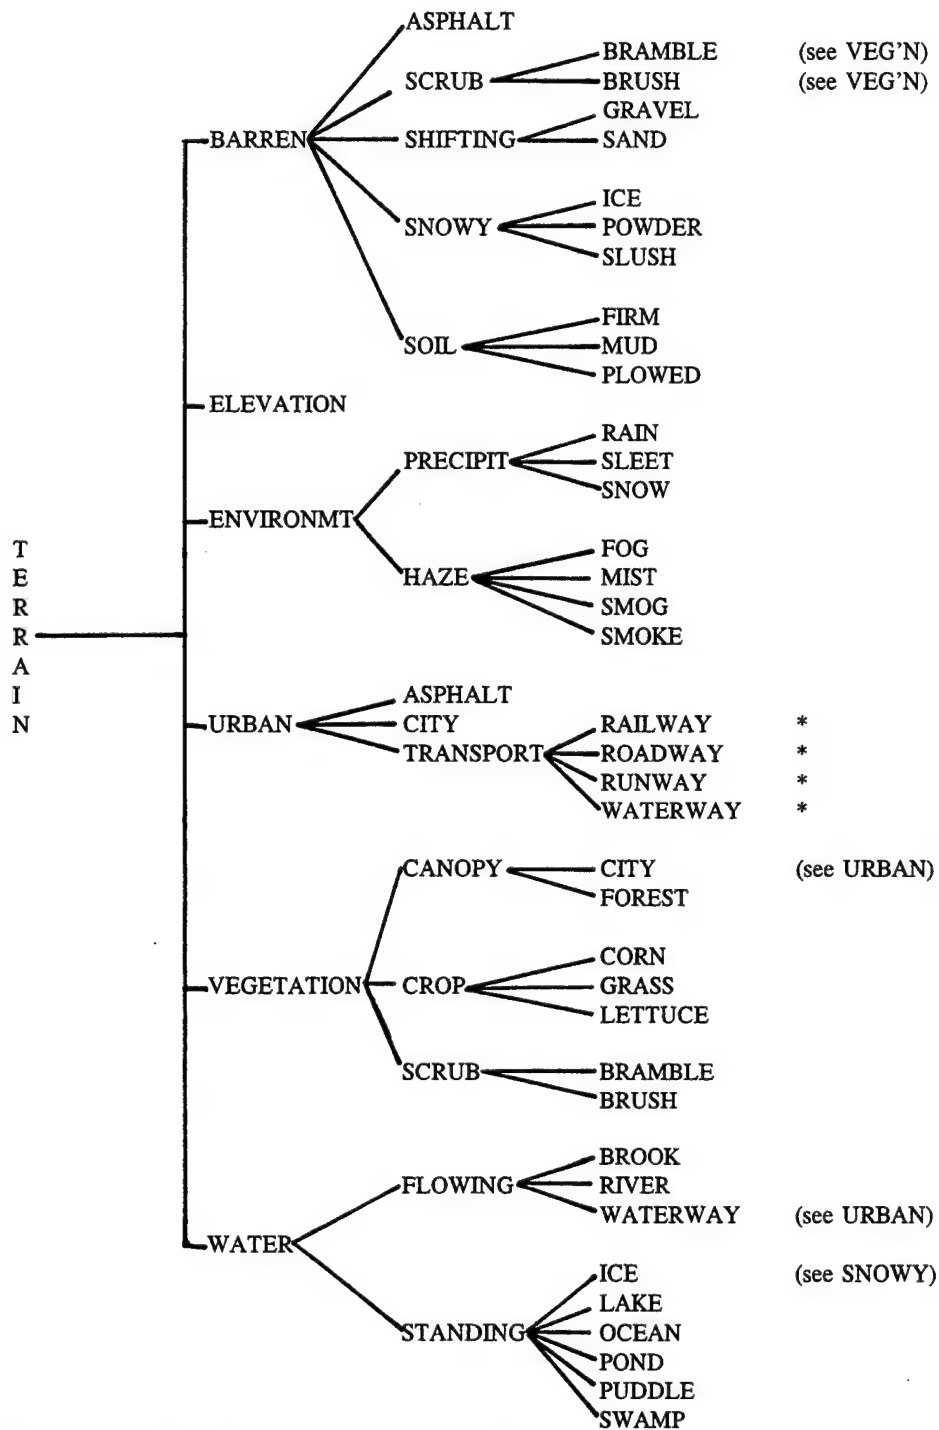 ASPHALT
BRAMBLE (see VEG'N)
SCRUB BRUSH (see VEG'N)
GRAVEL
BARREN SHIFTING SAND
ICE
SNOWY POWDER
SLUSH
FIRM
SOIL MUD
PLOWED
ELEVATION
RAIN
PRECIPIT SLEET
SNOW
ENVIRONMT
FOG
HAZE MIST
SMOG
SMOKE
TERRAIN
ASPHALT
URBAN CITY RAILWAY *
TRANSPORT ROADWAY *
RUNWAY *
WATERWAY *
CANOPY CITY (see URBAN)
FOREST
CORN
VEGETATION CROP GRASS
LETTUCE
SCRUB BRAMBLE
BRUSH
BROOK
FLOWING RIVER
WATERWAY (see URBAN)
WATER
ICE (see SNOWY)
LAKE
STANDING OCEAN
POND
PUDDLE
SWAMP